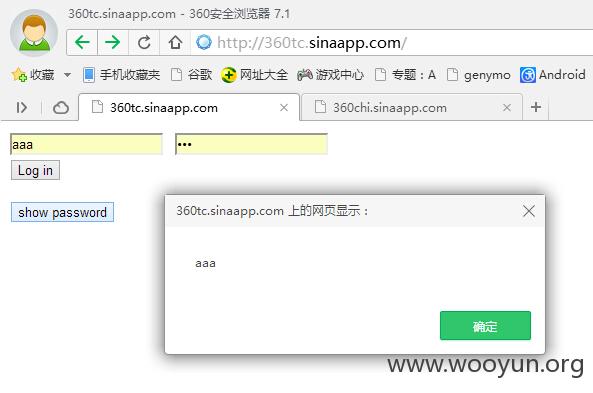 360tc.sinaapp.com - 360安全浏览器 7.1
http://360tc.sinaapp.com/
收藏 手机收藏夹 谷歌 网址大全 游戏中心 专题：A genymo Android
360tc.sinaapp.com 360chi.sinaapp.com
aaa •••
Log in
show password
360tc.sinaapp.com 上的网页显示：
aaa
确定
www.wooyun.org